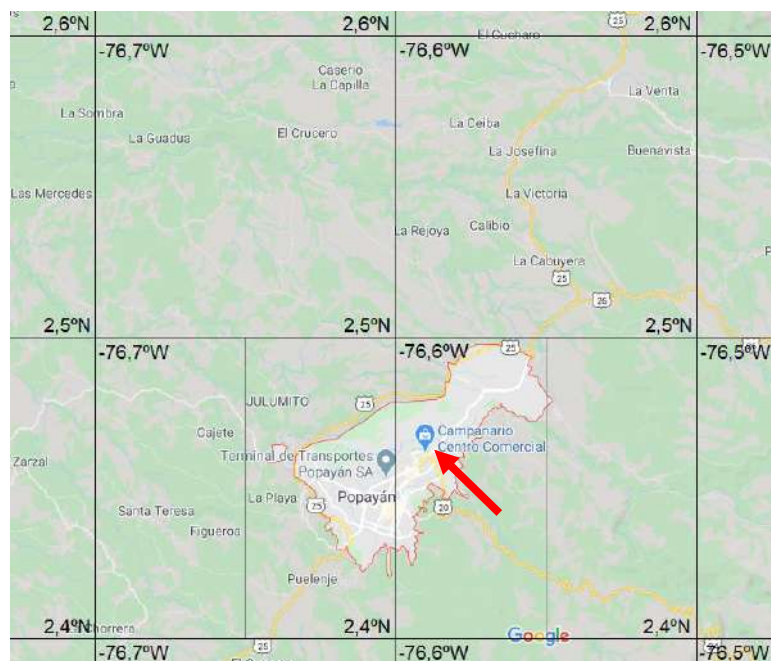 25
2,6ºN
2,6ºN
El Cucharo
2,6ºN
-76,7ºW
-76,6ºW
-76,5ºW
Caserio
La Capilla
La Venta
La Sombra
La Guadua
El Crucero
La Ceiba
La Josefina
Buenavista
Las Mercedes
La Victoria
La Rejoya
Calibio
La Cabuyera
25
26
2,5ºN
2,5ºN
2,5ºN
-76,7ºW
-76,6ºW
25
-76,5ºW
JULUMITO
25
Cajete
Campanario
Centro Comercial
Zarzal
Terminal de Transportes
Popayán SA
La Playa
Popayán
25
20
Santa Teresa
Figueroa
Puelenje
2,4ºN
2,4ºN
Google
2,4ºN
-76,7ºW
25
-76,6ºW
-76,5ºW